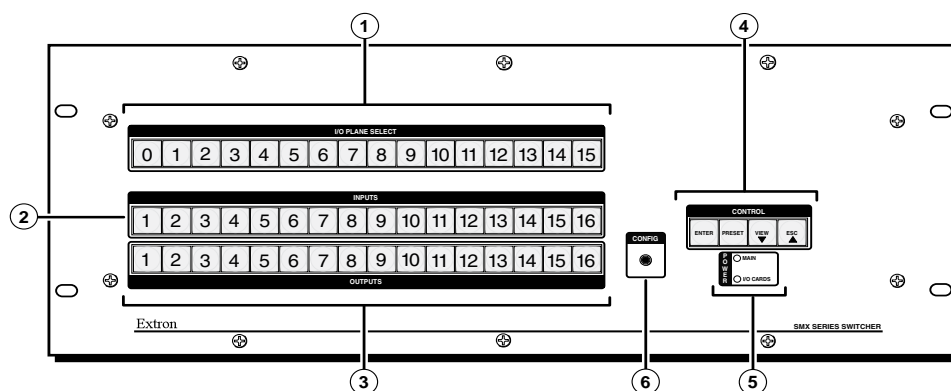 1
4
I/O PLANE SELECT
0 1 2 3 4 5 6 7 8 9 10 11 12 13 14 15
2
INPUTS
1 2 3 4 5 6 7 8 9 10 11 12 13 14 15 16
1 2 3 4 5 6 7 8 9 10 11 12 13 14 15 16
OUTPUTS
CONFIG
CONTROL
ENTER PRESET VIEW ESC
POWER
MAIN
I/O CARDS
Extron
SMX SERIES SWITCHER
3
6
5